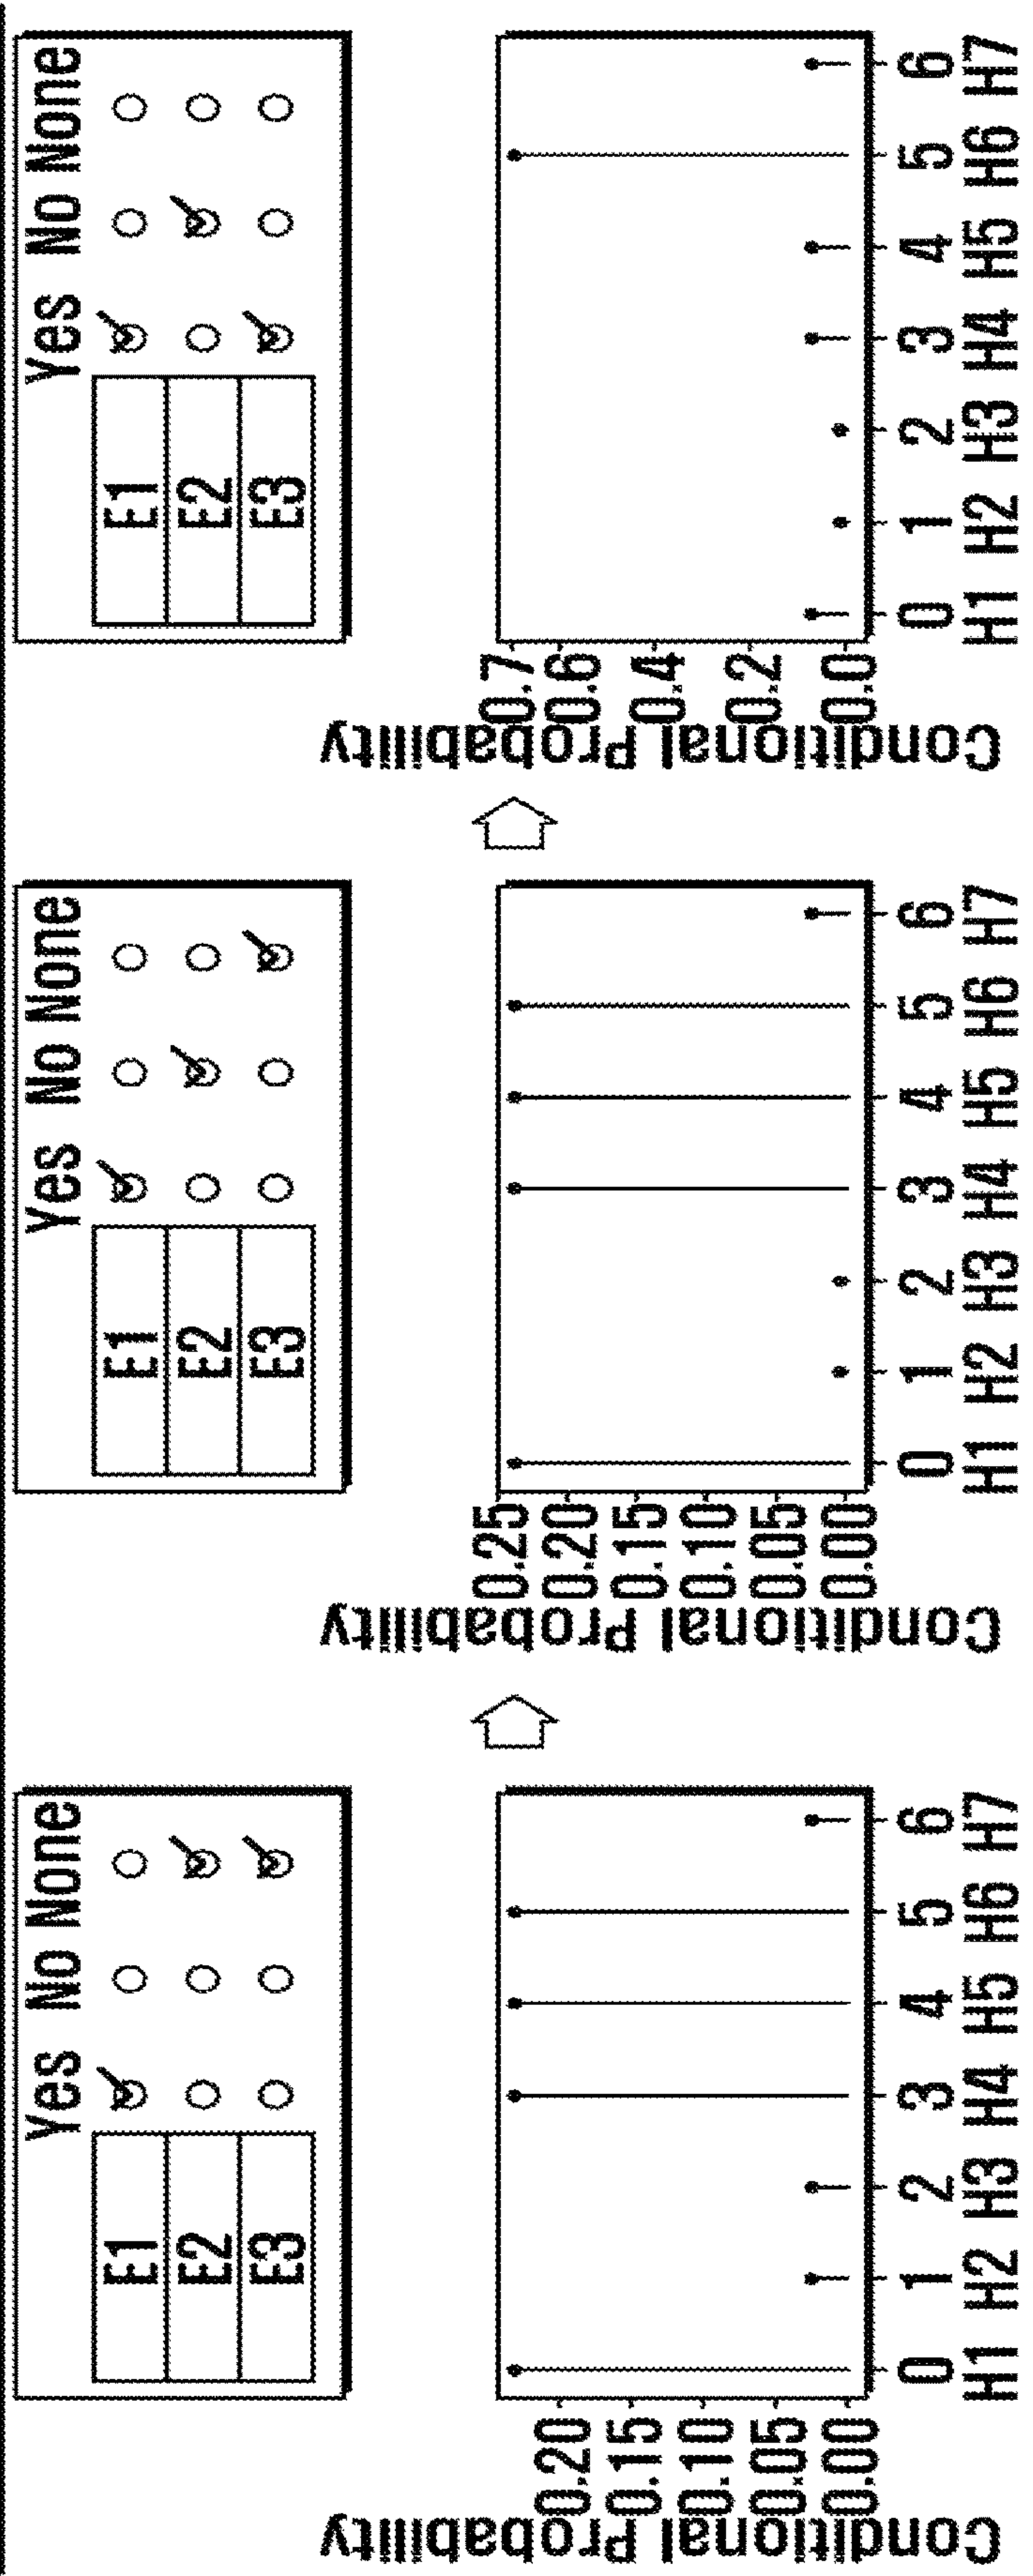 Yes No None
E1
E2
E3
Conditional Probability
0.20
0.15
0.10
0.05
0.00
0 1 2 3 4 5 6
H1 H2 H3 H4 H5 H6 H7
Yes No None
E1
E2
E3
Conditional Probability
0.25
0.20
0.15
0.10
0.05
0.00
0 1 2 3 4 5 6
H1 H2 H3 H4 H5 H6 H7
Yes No None
E1
E2
E3
Conditional Probability
0.7
0.6
0.4
0.2
0.0
0 1 2 3 4 5 6
H1 H2 H3 H4 H5 H6 H7